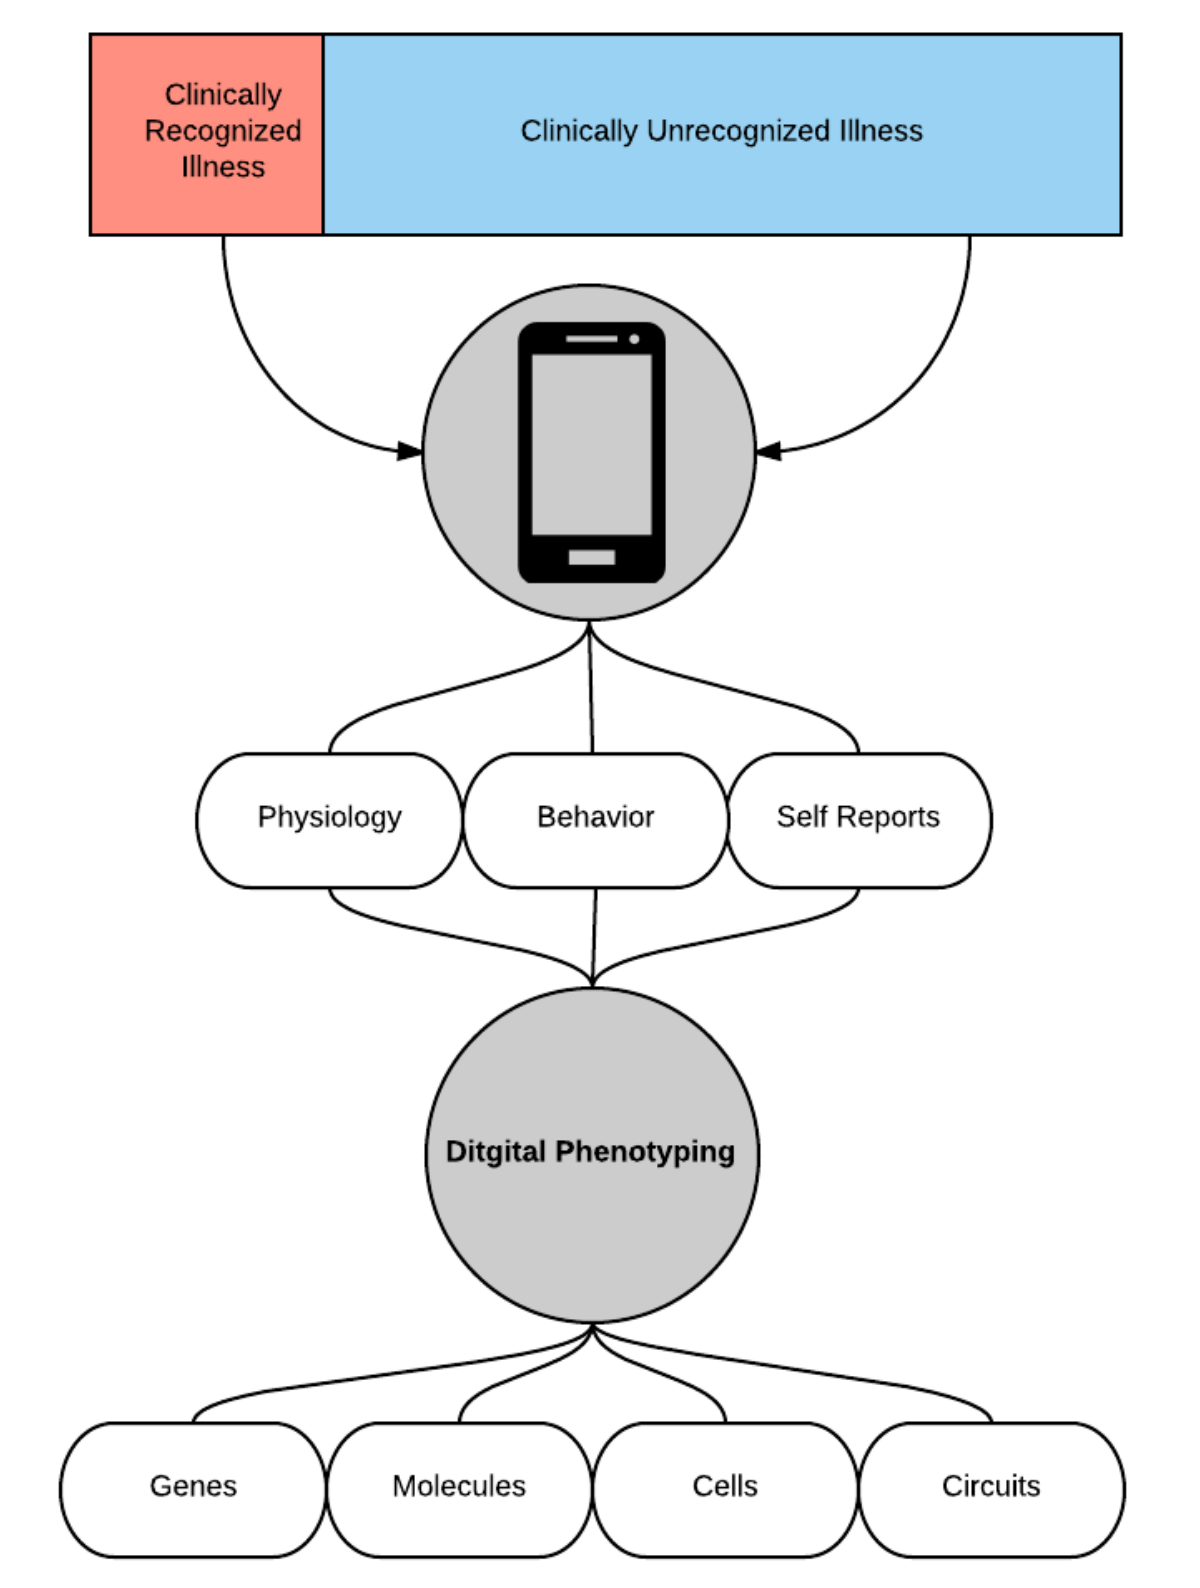 Clinically
Recognized
Illness
Clinically Unrecognized Illness
Physiology
Behavior
Self Reports
Ditgital Phenotyping
Genes
Molecules
Cells
Circuits